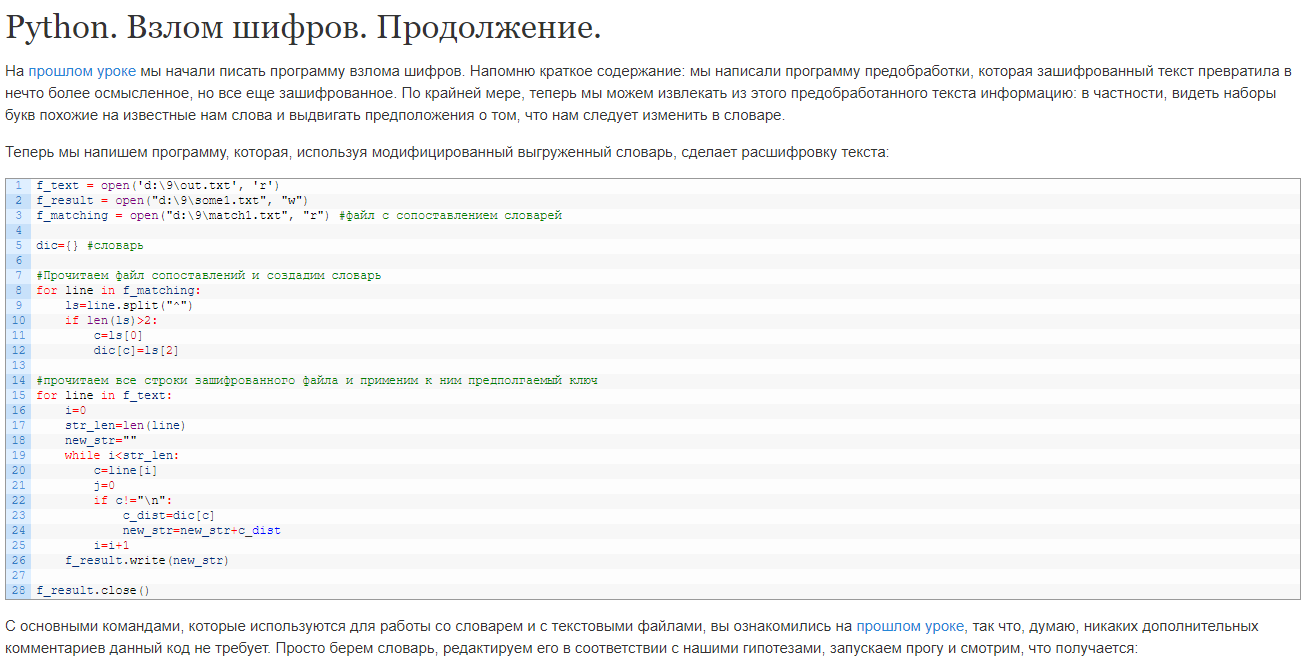 Python. Взлом шифров. Продолжение.
На прошлом уроке мы начали писать программу взлома шифров. Напомню краткое содержание: мы написали программу предобработки, которая зашифрованный текст превратила в
нечто более осмысленное, но все еще зашифрованное. По крайней мере, теперь мы можем извлекать из этого предобработанного текста информацию: в частности, видеть наборы
букв похожие на известные нам слова и выдвигать предположения о том, что нам следует изменить в словаре.
Теперь мы напишем программу, которая, используя модифицированный выгруженный словарь, сделает расшифровку текста:
1 f_text = open('d:\9\out.txt', 'r')
2 f_result = open("d:\9\some1.txt", "w")
3 f_matching = open("d:\9\match1.txt", "r") #файл с сопоставлением словарей
4
5 dic={} #словарь
6
7 #Прочитаем файл сопоставлений и создадим словарь
8 for line in f_matching:
9     ls=line.split("^")
10     if len(ls)>2:
11         c=ls[0]
12         dic[c]=ls[2]
13
14 #прочитаем все строки зашифрованного файла и применим к ним предполгаемый ключ
15 for line in f_text:
16     i=0
17     str_len=len(line)
18     new_str=""
19     while i<str_len:
20         c=line[i]
21         j=0
22         if c!="\n":
23             c_dist=dic[c]
24             new_str=new_str+c_dist
25         i=i+1
26     f_result.write(new_str)
27
28 f_result.close()
С основными командами, которые используются для работы со словарем и с текстовыми файлами, вы ознакомились на прошлом уроке, так что, думаю, никаких дополнительных
комментариев данный код не требует. Просто берем словарь, редактируем его в соответствии с нашими гипотезами, запускаем прогу и смотрим, что получается: